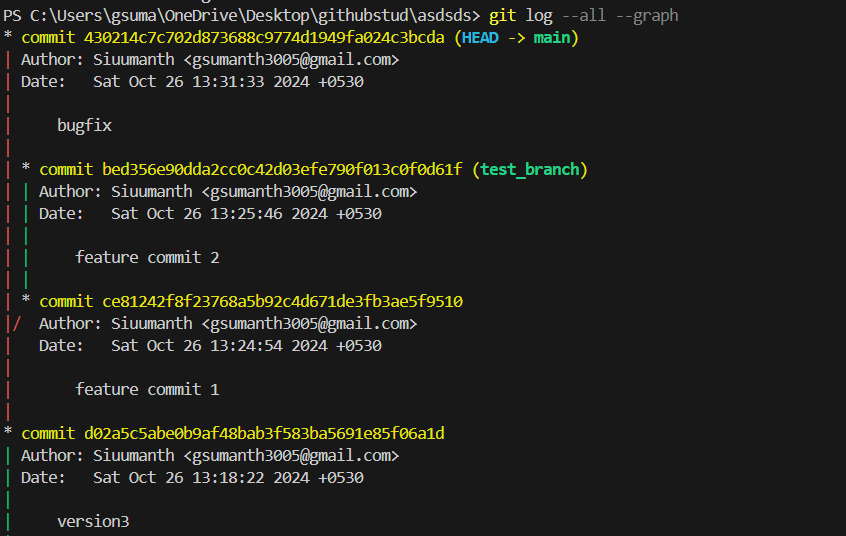 PS C:\Users\gsuma\OneDrive\Desktop\githubstud\asdsds> git log --all --graph
* commit 430214c7c702d873688c9774d1949fa024c3bcda (HEAD -> main)
| Author: Siuumanth <gsumanth3005@gmail.com>
| Date:   Sat Oct 26 13:31:33 2024 +0530
|
|     bugfix
|
| * commit bed356e90dda2cc0c42d03efe790f013c0f0d61f (test_branch)
| | Author: Siuumanth <gsumanth3005@gmail.com>
| | Date:   Sat Oct 26 13:25:46 2024 +0530
| |
| |     feature commit 2
| |
| * commit ce81242f8f23768a5b92c4d671de3fb3ae5f9510
|/  Author: Siuumanth <gsumanth3005@gmail.com>
|   Date:   Sat Oct 26 13:24:54 2024 +0530
|
|       feature commit 1
|
* commit d02a5c5abe0b9af48bab3f583ba5691e85f06a1d
| Author: Siuumanth <gsumanth3005@gmail.com>
| Date:   Sat Oct 26 13:18:22 2024 +0530
|
|     version3